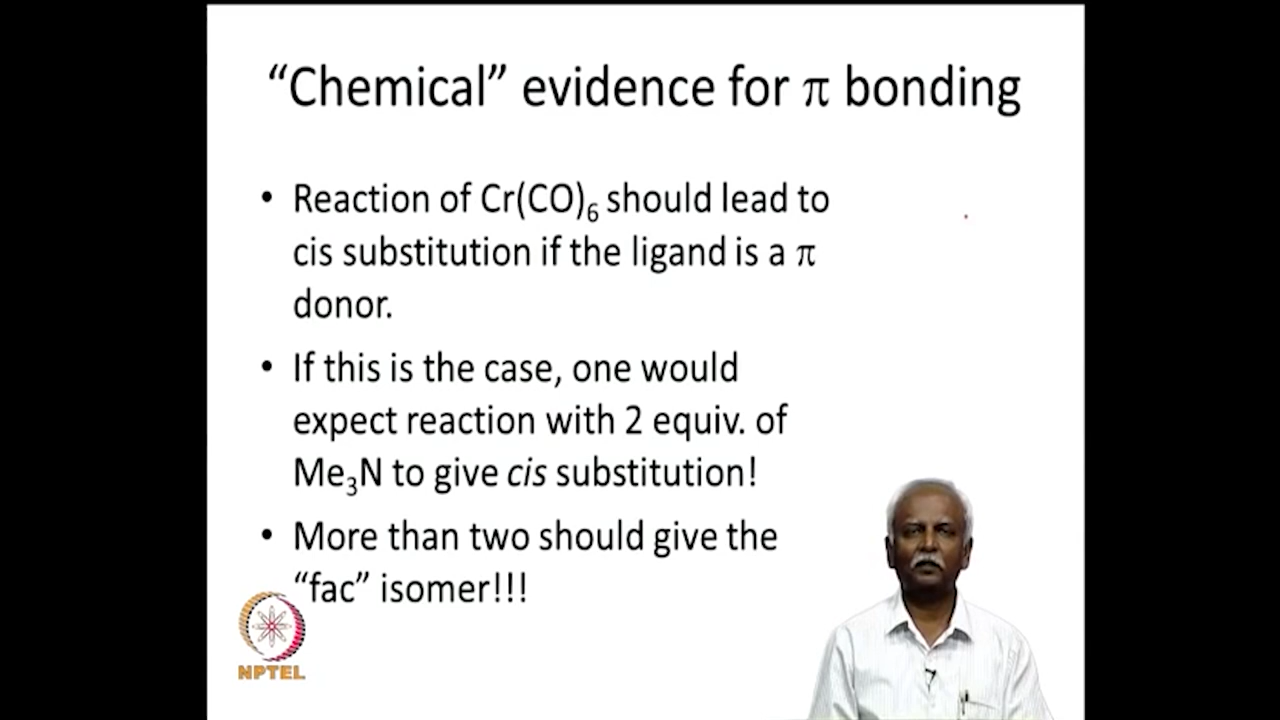 “Chemical” evidence for π bonding
• Reaction of Cr(CO)₆ should lead to
cis substitution if the ligand is a π
donor.
• If this is the case, one would
expect reaction with 2 equiv. of
Me₃N to give cis substitution!
• More than two should give the
“fac” isomer!!!
NPTEL